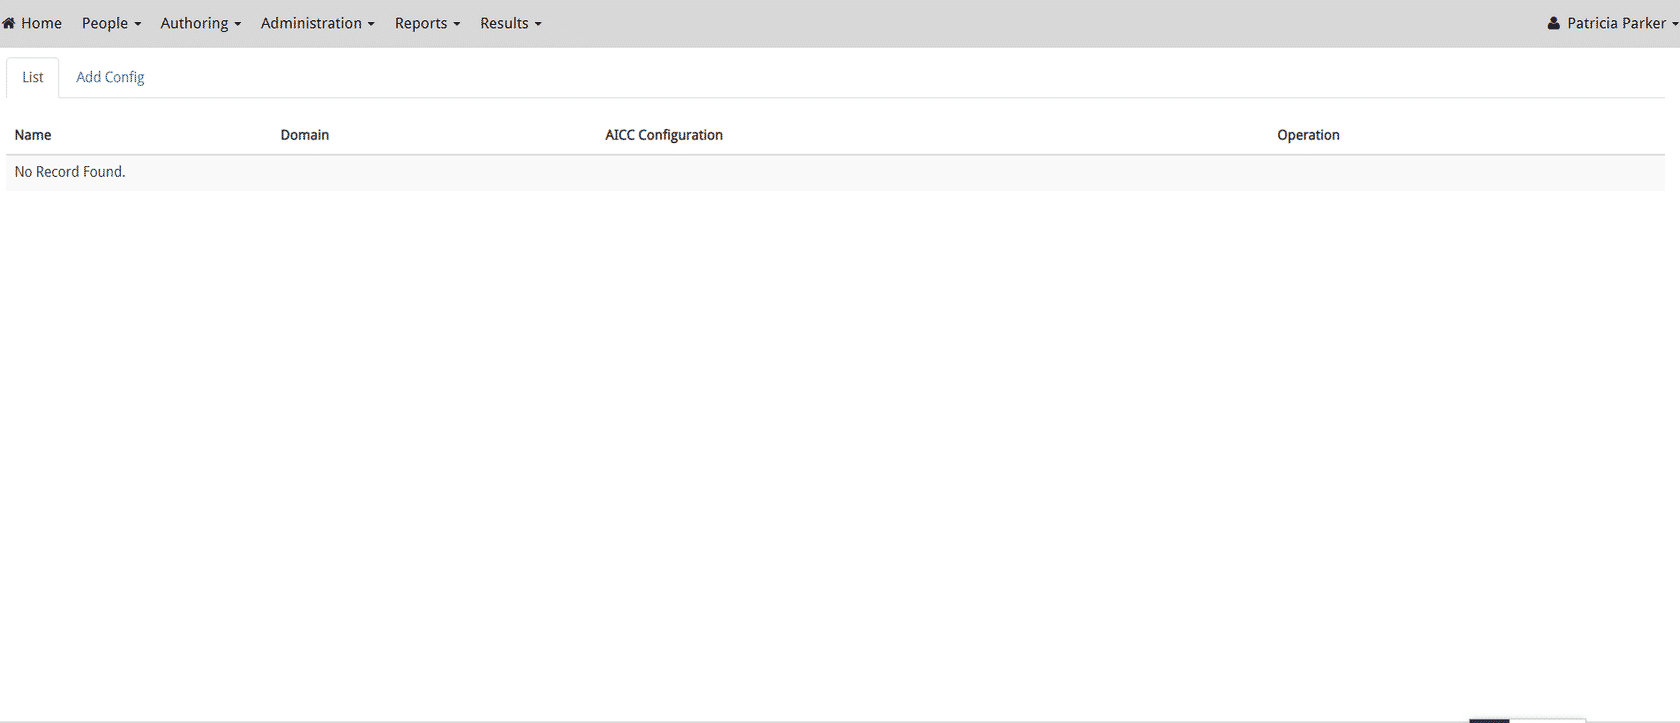 Home People Authoring Administration Reports Results Patricia Parker
List Add Config
Name Domain AICC Configuration Operation
No Record Found.